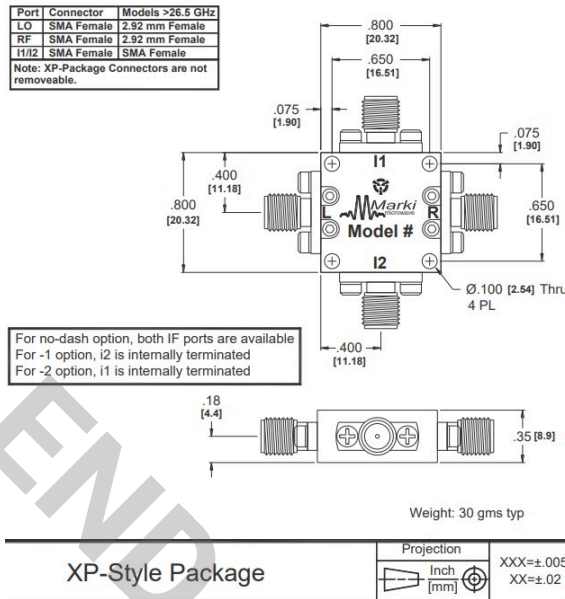 Port Connector Models >26.5 GHz
LO SMA Female 2.92 mm Female
RF SMA Female 2.92 mm Female
I1/I2 SMA Female SMA Female
Note: XP-Package Connectors are not
removeable.
.800
[20.32]
.650
[16.51]
.075
[1.90]
.075
[1.90]
.400
[11.18]
.800
[20.32]
.650
[16.51]
I1
L
Marki
microwave
R
Model #
I2
Ø.100 [2.54] Thru
4 PL
.400
[11.18]
For no-dash option, both IF ports are available
For -1 option, i2 is internally terminated
For -2 option, i1 is internally terminated
.18
[4.4]
.35 [8.9]
Weight: 30 gms typ
END
XP-Style Package
Projection
Inch
[mm]
XXX=±.005
XX=±.02